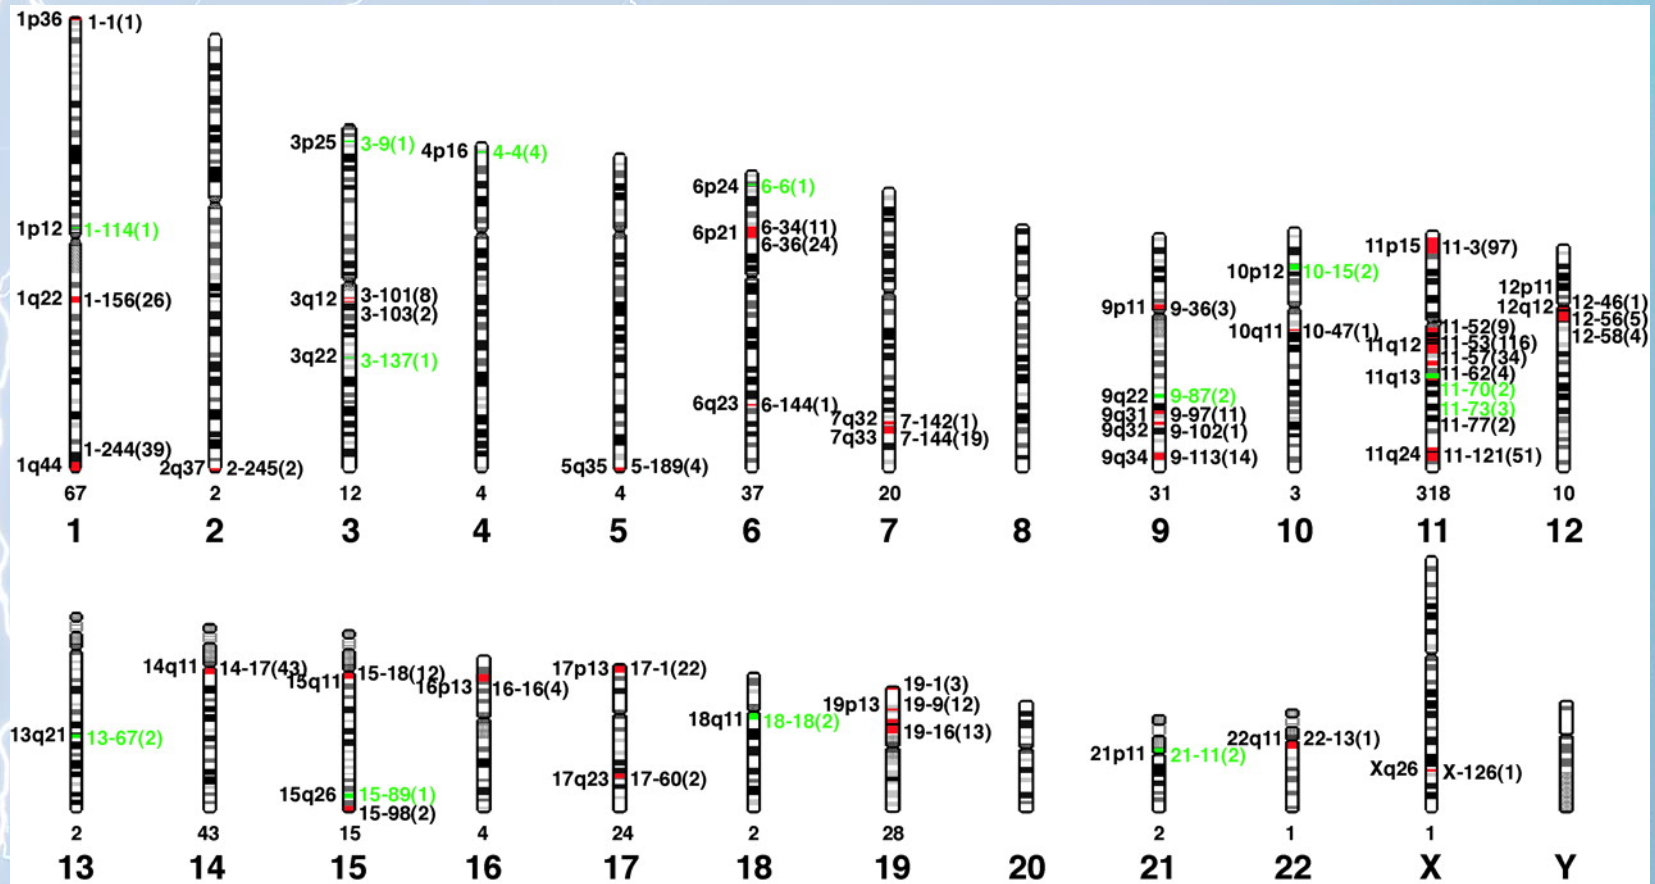 1p36
1-1(1)
1p12
1-114(1)
1q22
1-156(26)
1-244(39)
1q44
67
1
2q37
2-245(2)
2
2
3p25
3-9(1)
3q12
3-101(8)
3-103(2)
3q22
3-137(1)
12
3
4p16
4-4(4)
4
4
5q35
5-189(4)
4
5
6p24
6-6(1)
6p21
6-34(11)
6-36(24)
6q23
6-144(1)
37
6
7q32
7-142(1)
7q33
7-144(19)
20
7
8
9p11
9-36(3)
9q22
9-87(2)
9q31
9-97(11)
9q32
9-102(1)
9q34
9-113(14)
31
9
10p12
10-15(2)
10q11
10-47(1)
3
10
11p15
11-3(97)
11-52(9)
11q12
11-53(116)
11-57(34)
11q13
11-62(4)
11-70(2)
11-73(3)
11-77(2)
11q24
11-121(51)
318
11
12p11
12-46(1)
12q12
12-56(5)
12-58(4)
10
12
13q21
13-67(2)
2
13
14q11
14-17(43)
43
14
15q11
15-18(12)
15q26
15-89(1)
15-98(2)
15
15
16p13
16-16(4)
4
16
17p13
17-1(22)
17q23
17-60(2)
24
17
18q11
18-18(2)
2
18
19-1(3)
19p13
19-9(12)
19-16(13)
28
19
20
21p11
21-11(2)
2
21
22q11
22-13(1)
1
22
Xq26
X-126(1)
1
X
Y